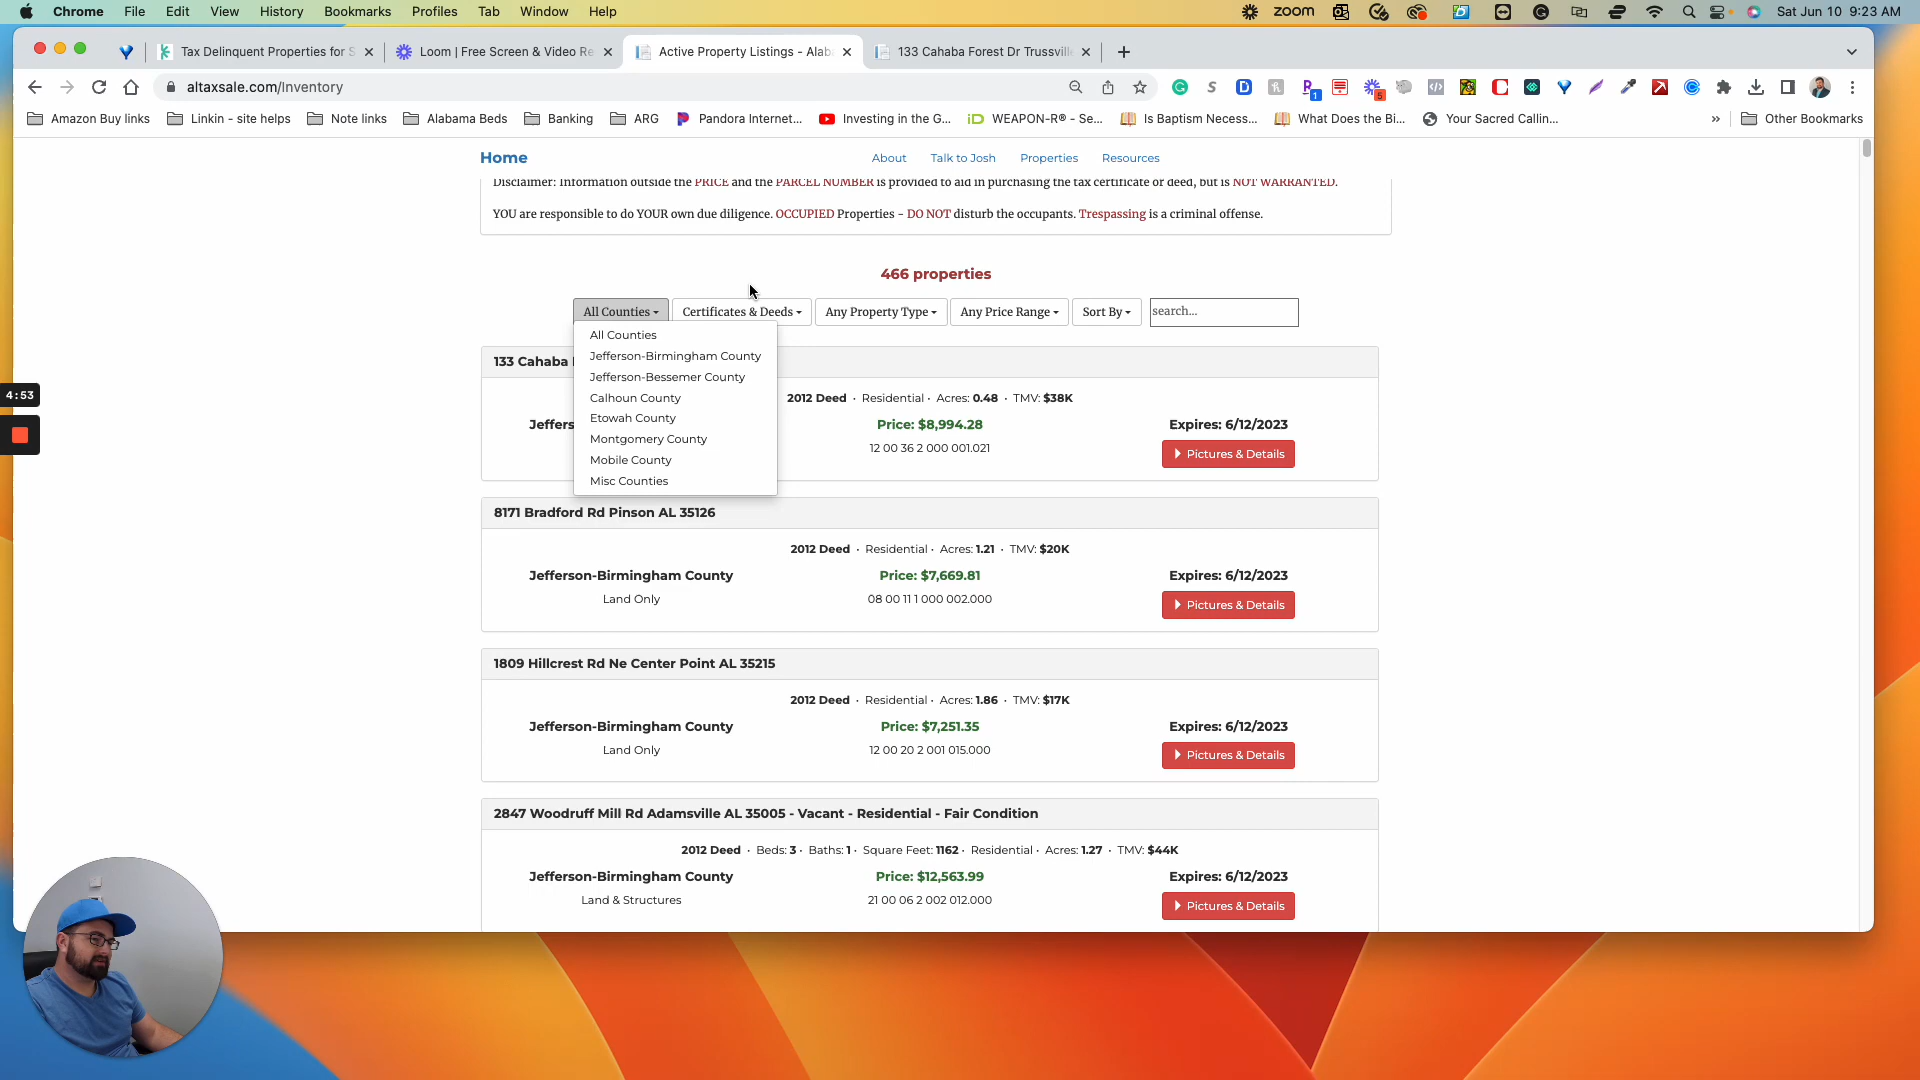 Chrome File Edit View History Bookmarks Profiles Tab Window Help zoom Sat Jun 10 9:23 AM
Tax Delinquent Properties for S Loom | Free Screen & Video Re Active Property Listings - Alab 133 Cahaba Forest Dr Trussvill
altaxsale.com/Inventory 1 5
Amazon Buy links Linkin - site helps Note links Alabama Beds Banking ARG Pandora Internet... Investing in the G... WEAPON-R® - Se... Is Baptism Necess... What Does the Bi... Your Sacred Callin... » Other Bookmarks
Home About Talk to Josh Properties Resources
Disclaimer: Information outside the PRICE and the PARCEL NUMBER is provided to aid in purchasing the tax certificate or deed, but is NOT WARRANTED.
YOU are responsible to do YOUR own due diligence. OCCUPIED Properties - DO NOT disturb the occupants. Trespassing is a criminal offense.
466 properties
All Counties Certificates & Deeds Any Property Type Any Price Range Sort By search...
All Counties
Jefferson-Birmingham County
Jefferson-Bessemer County
Calhoun County
Etowah County
Montgomery County
Mobile County
Misc Counties
133 Cahaba
2012 Deed · Residential · Acres: 0.48 · TMV: $38K
Jeffers Price: $8,994.28 Expires: 6/12/2023
12 00 36 2 000 001.021 Pictures & Details
4:53
8171 Bradford Rd Pinson AL 35126
2012 Deed · Residential · Acres: 1.21 · TMV: $20K
Jefferson-Birmingham County Price: $7,669.81 Expires: 6/12/2023
Land Only 08 00 11 1 000 002.000 Pictures & Details
1809 Hillcrest Rd Ne Center Point AL 35215
2012 Deed · Residential · Acres: 1.86 · TMV: $17K
Jefferson-Birmingham County Price: $7,251.35 Expires: 6/12/2023
Land Only 12 00 20 2 001 015.000 Pictures & Details
2847 Woodruff Mill Rd Adamsville AL 35005 - Vacant - Residential - Fair Condition
2012 Deed · Beds: 3 · Baths: 1 · Square Feet: 1162 · Residential · Acres: 1.27 · TMV: $44K
Jefferson-Birmingham County Price: $12,563.99 Expires: 6/12/2023
Land & Structures 21 00 06 2 002 012.000 Pictures & Details